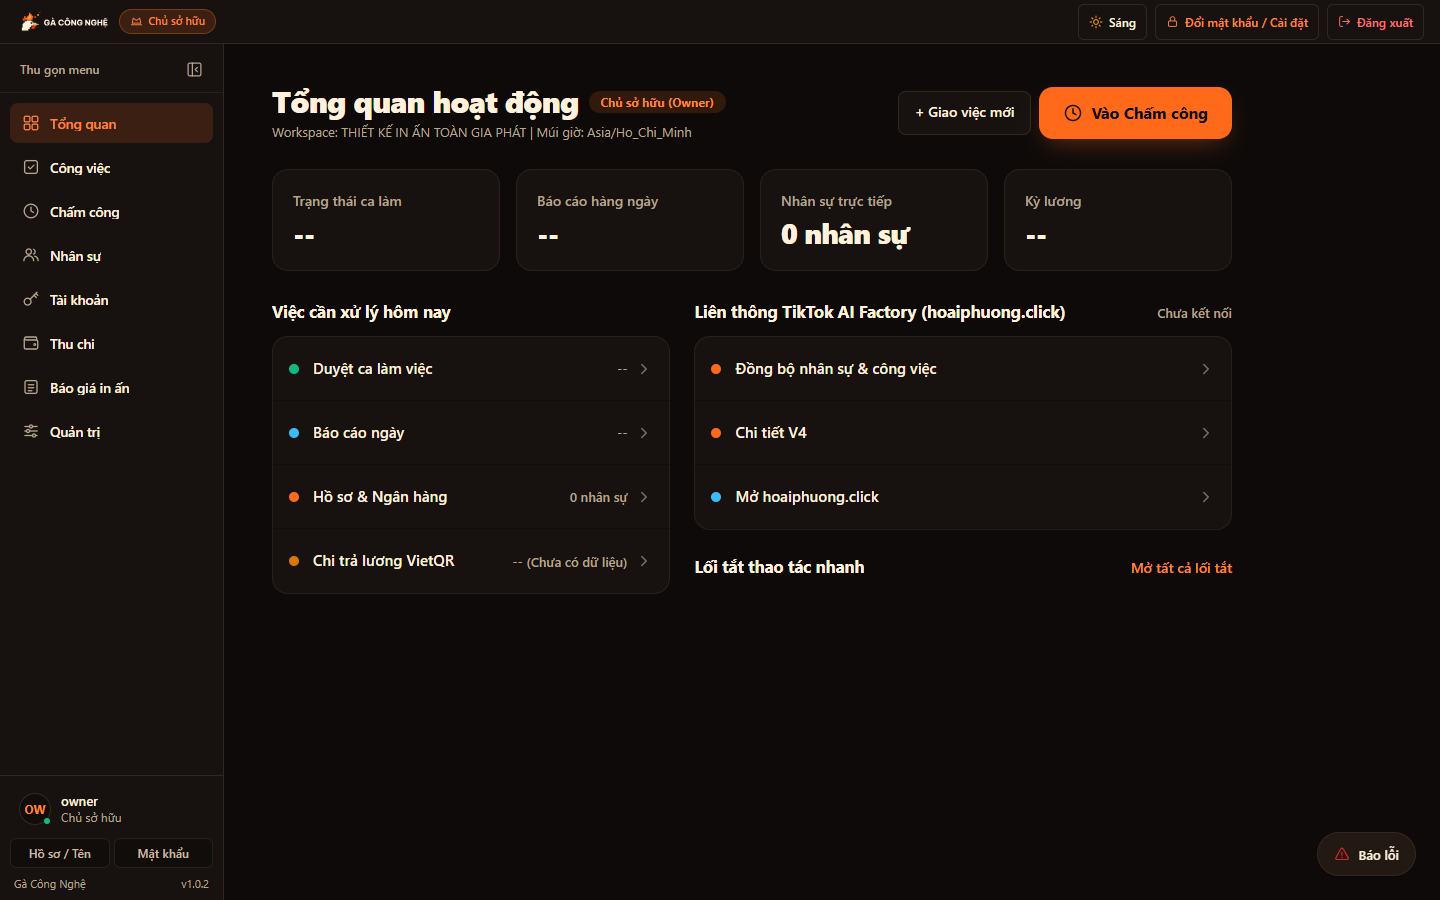 GÀ CÔNG NGHỆ
Chủ sở hữu
Sáng
Đổi mật khẩu / Cài đặt
Đăng xuất
Thu gọn menu
Tổng quan
Công việc
Chấm công
Nhân sự
Tài khoản
Thu chi
Báo giá in ấn
Quản trị
Tổng quan hoạt động
Chủ sở hữu (Owner)
Workspace: THIẾT KẾ IN ẤN TOÀN GIA PHÁT | Múi giờ: Asia/Ho_Chi_Minh
+ Giao việc mới
Vào Chấm công
Trạng thái ca làm
--
Báo cáo hàng ngày
--
Nhân sự trực tiếp
0 nhân sự
Kỳ lương
--
Việc cần xử lý hôm nay
Duyệt ca làm việc --
Báo cáo ngày --
Hồ sơ & Ngân hàng 0 nhân sự
Chi trả lương VietQR -- (Chưa có dữ liệu)
Liên thông TikTok AI Factory (hoaiphuong.click) Chưa kết nối
Đồng bộ nhân sự & công việc
Chi tiết V4
Mở hoaiphuong.click
Lối tắt thao tác nhanh Mở tất cả lối tắt
OW
owner
Chủ sở hữu
Hồ sơ / Tên
Mật khẩu
Gà Công Nghệ v1.0.2
Báo lỗi